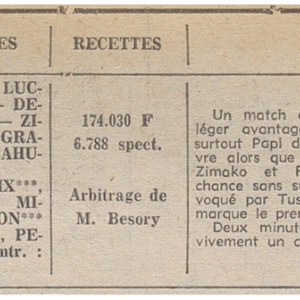 ES
RECETTES
LUC-
DE-
— ZI-
GRA-
AHU-
IX***,
MI-
ON***
, PE-
ntr. :
174.030 F
6.788 spect.
Arbitrage de
M. Besory
Un match
léger avantag
surtout Papi d
vre alors que
Zimako et F
chance sans s
voqué par Tus
marque le pre
Deux minut
vivement un c